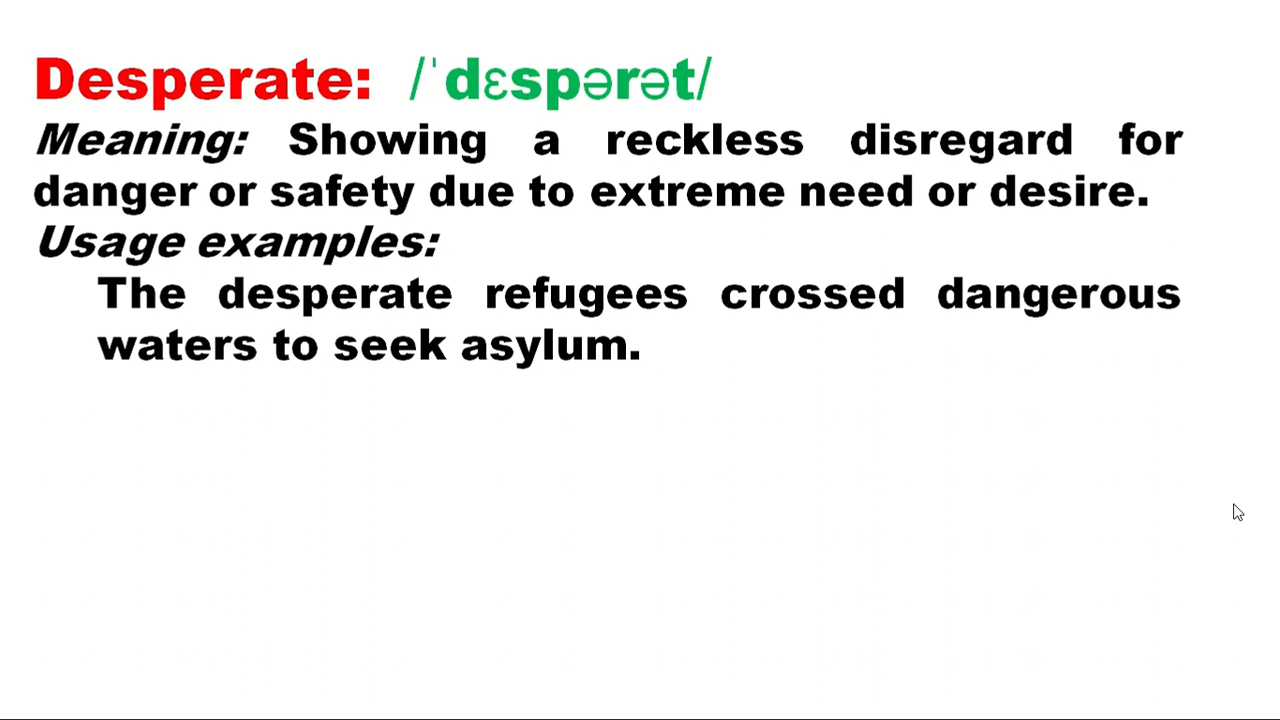 Desperate: /ˈdɛspərət/
Meaning: Showing a reckless disregard for
danger or safety due to extreme need or desire.
Usage examples:
The desperate refugees crossed dangerous
waters to seek asylum.